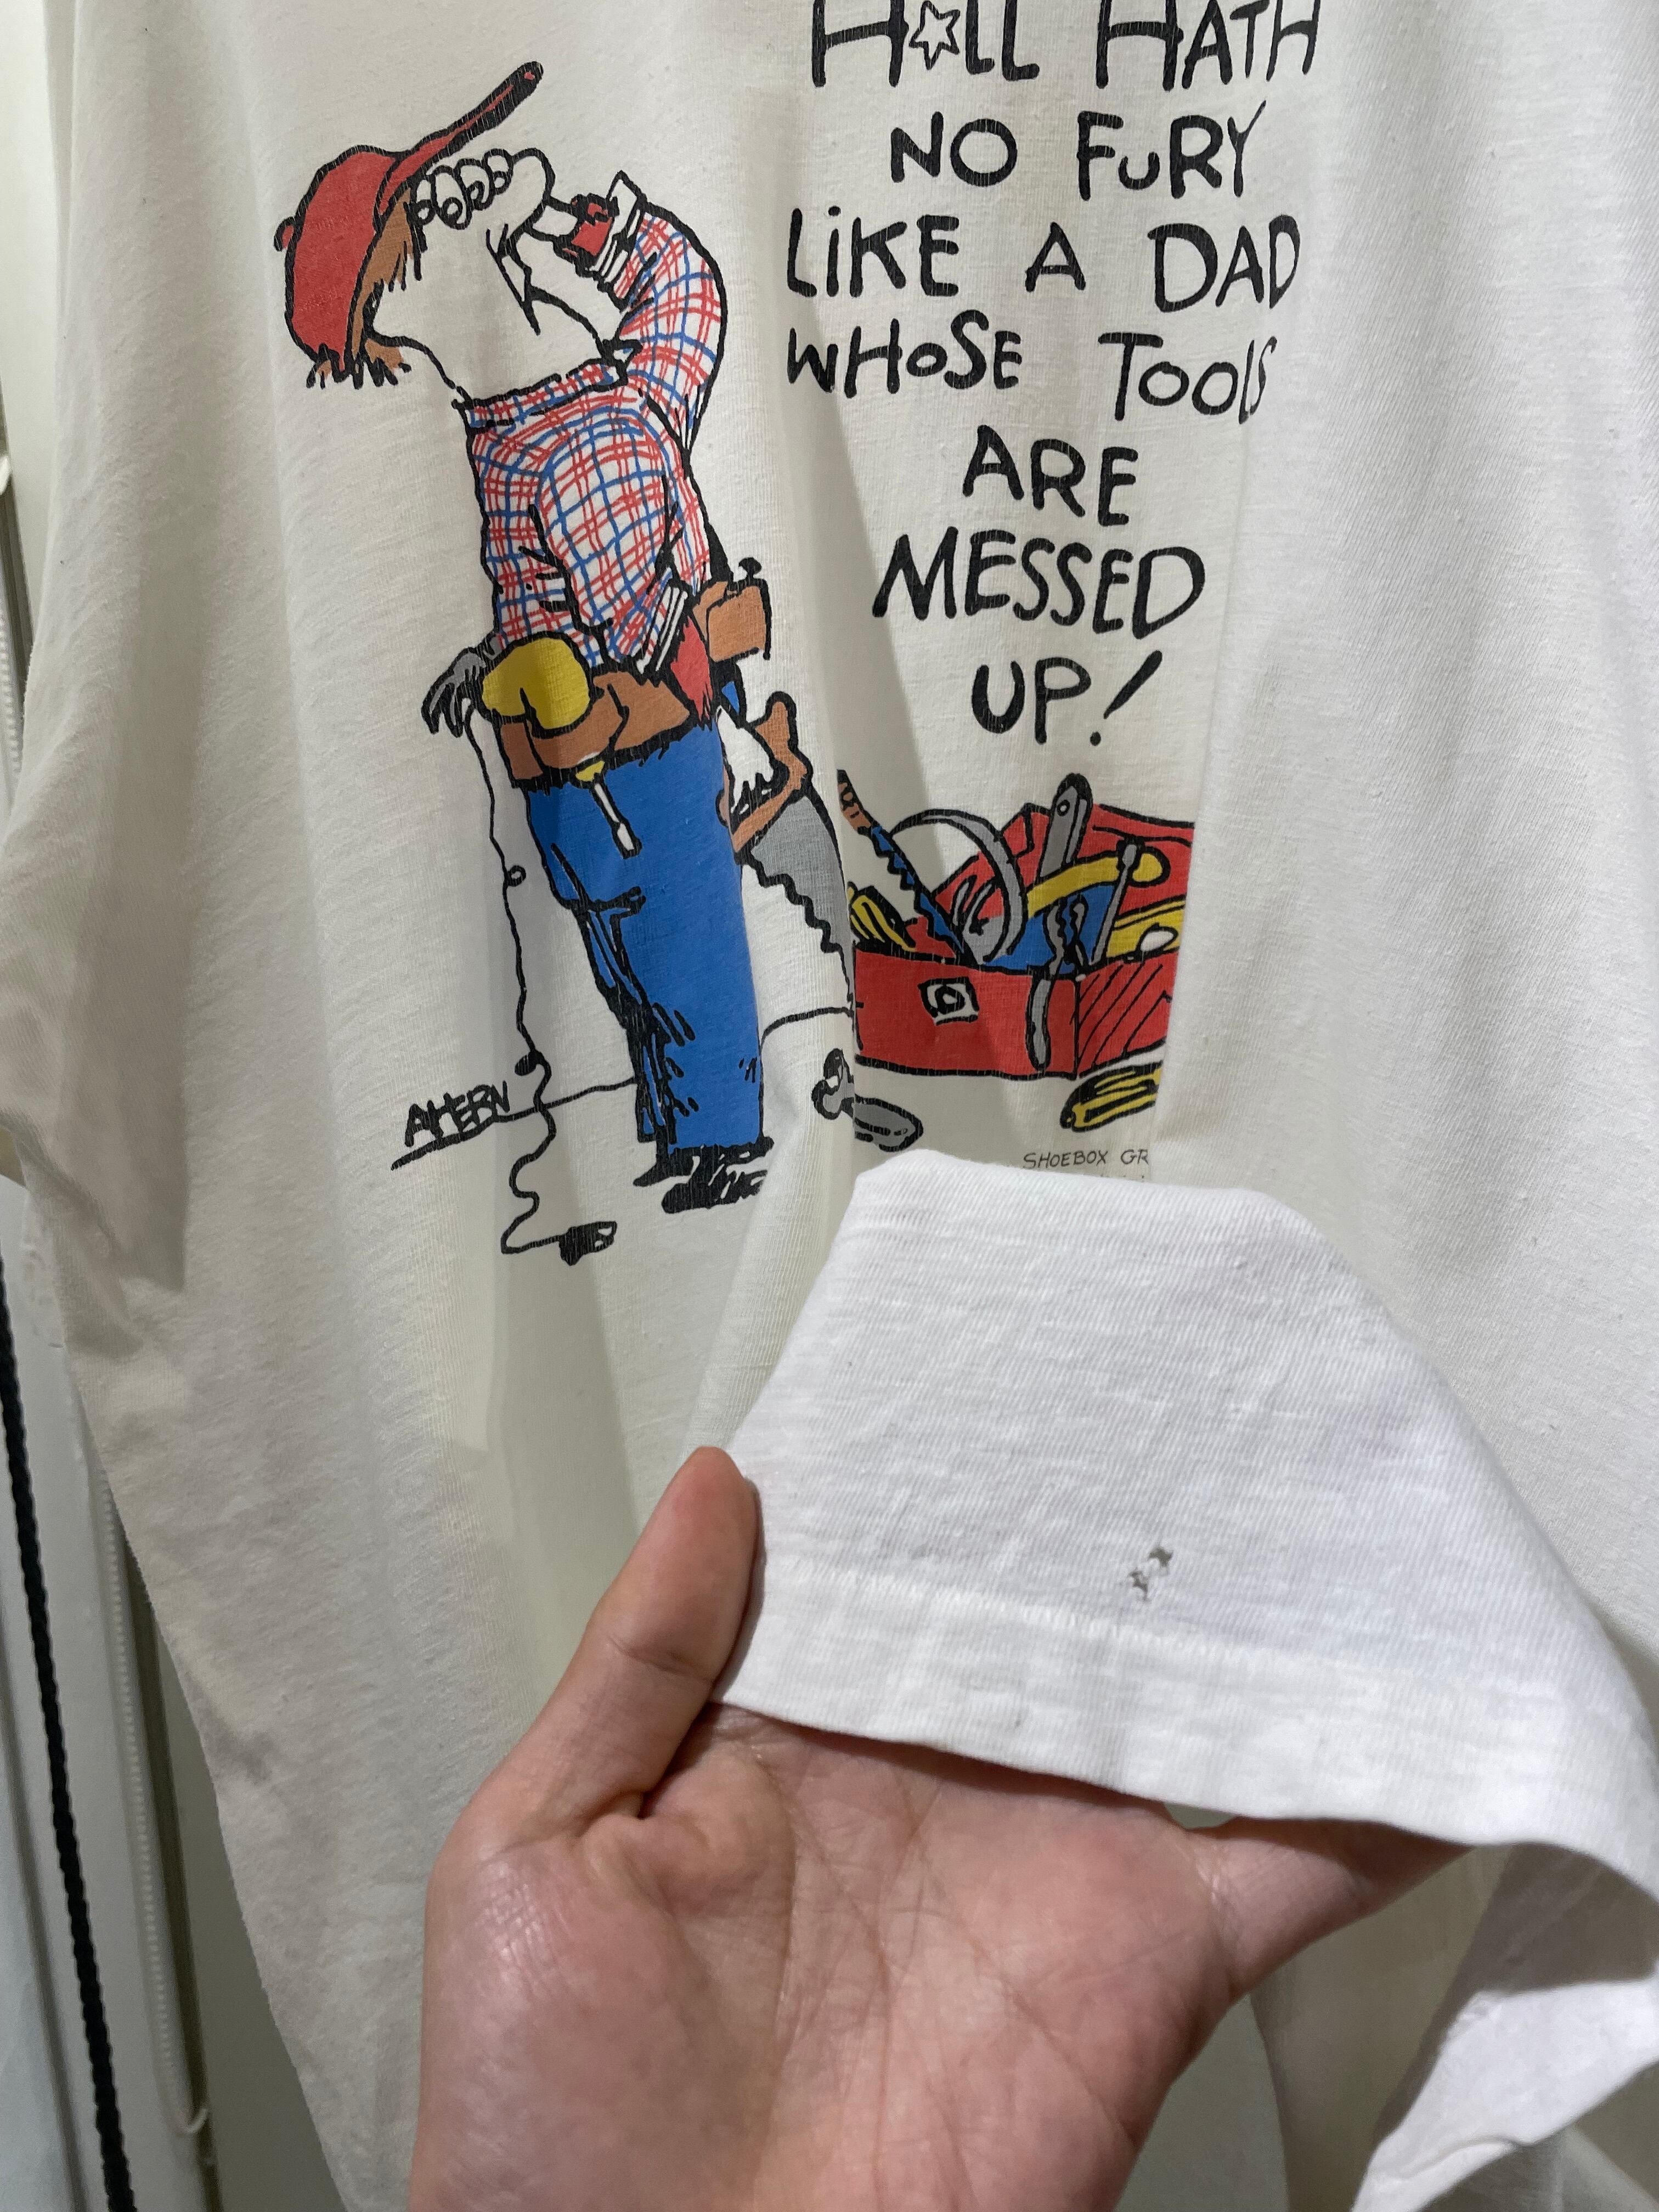 H☆LL HATH
NO FURY
LIKE A DAD
WHOSE TOOLS
ARE
MESSED
UP!
AHERN
SHOEBOX GR